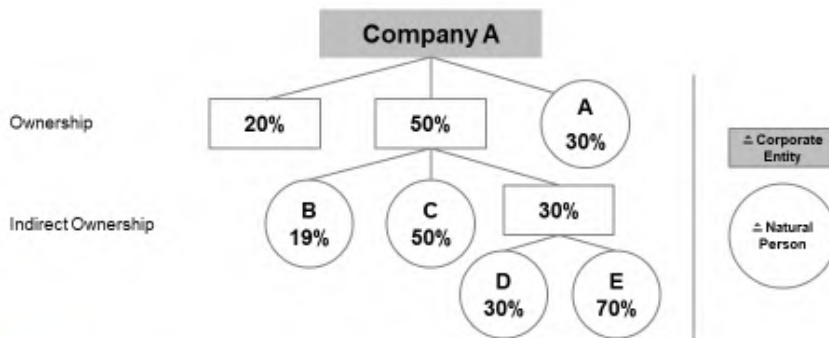 Company A
Ownership
20%
50%
A
30%
≙ Corporate
Entity
Indirect Ownership
B
19%
C
50%
30%
≙ Natural
Person
D
30%
E
70%